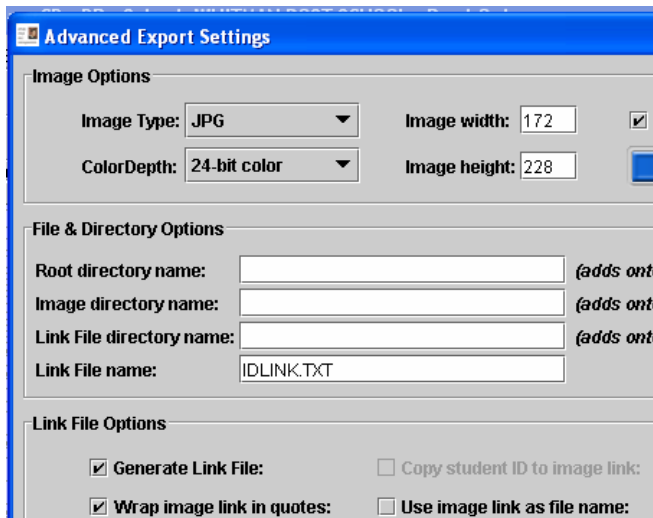 Advanced Export Settings
Image Options
Image Type: JPG Image width: 172
ColorDepth: 24-bit color Image height: 228
File & Directory Options
Root directory name: (adds onto
Image directory name: (adds onto
Link File directory name: (adds onto
Link File name: IDLINK.TXT
Link File Options
Generate Link File: Copy student ID to image link:
Wrap image link in quotes: Use image link as file name: